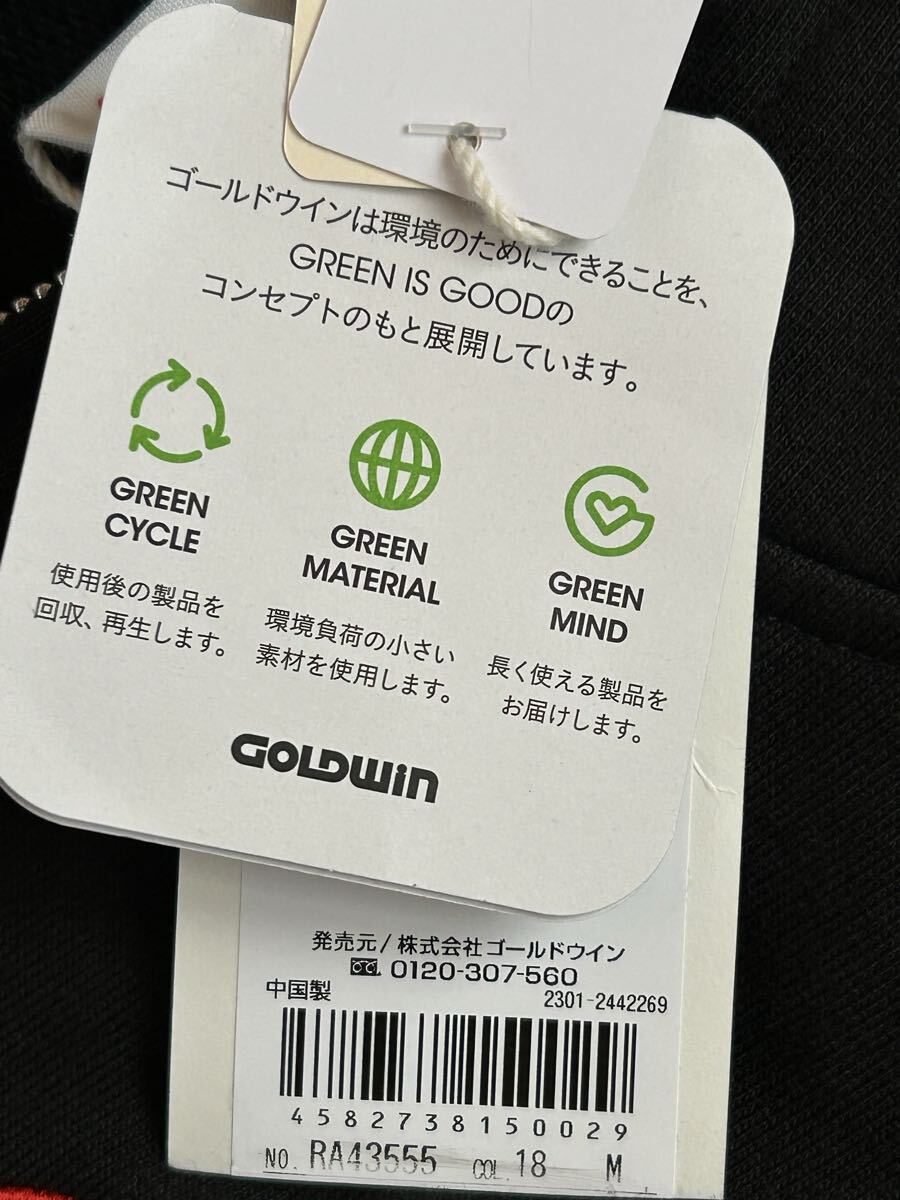 ゴールドウインは環境のためにできることを、
GREEN IS GOODの
コンセプトのもと展開しています。
GREEN
CYCLE
使用後の製品を
回収、再生します。
GREEN
MATERIAL
環境負荷の小さい
素材を使用します。
GREEN
MIND
長く使える製品を
お届けします。
GOLDWIN
発売元/株式会社ゴールドウイン
0120-307-560
中国製 2301-2442269
4582738150029
NO. RA43555 COL. 18 M